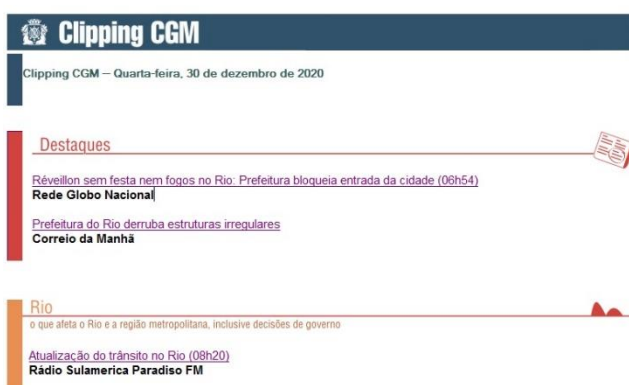 Clipping CGM
Clipping CGM – Quarta-feira, 30 de dezembro de 2020
Destaques
Réveillon sem festa nem fogos no Rio: Prefeitura bloqueia entrada da cidade (06h54)
Rede Globo Nacional
Prefeitura do Rio derruba estruturas irregulares
Correio da Manhã
Rio
o que afeta o Rio e a região metropolitana, inclusive decisões de governo
Atualização do trânsito no Rio (08h20)
Rádio Sulamerica Paradiso FM